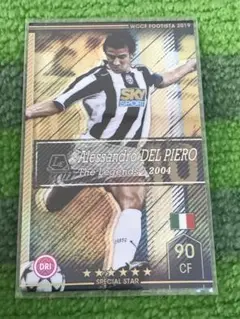 WCCF FOOTISTA 2019
SKY
SPORT
Alessandro DEL PIERO
The Legends 2004
90
CF
DRI
SPECIAL STAR